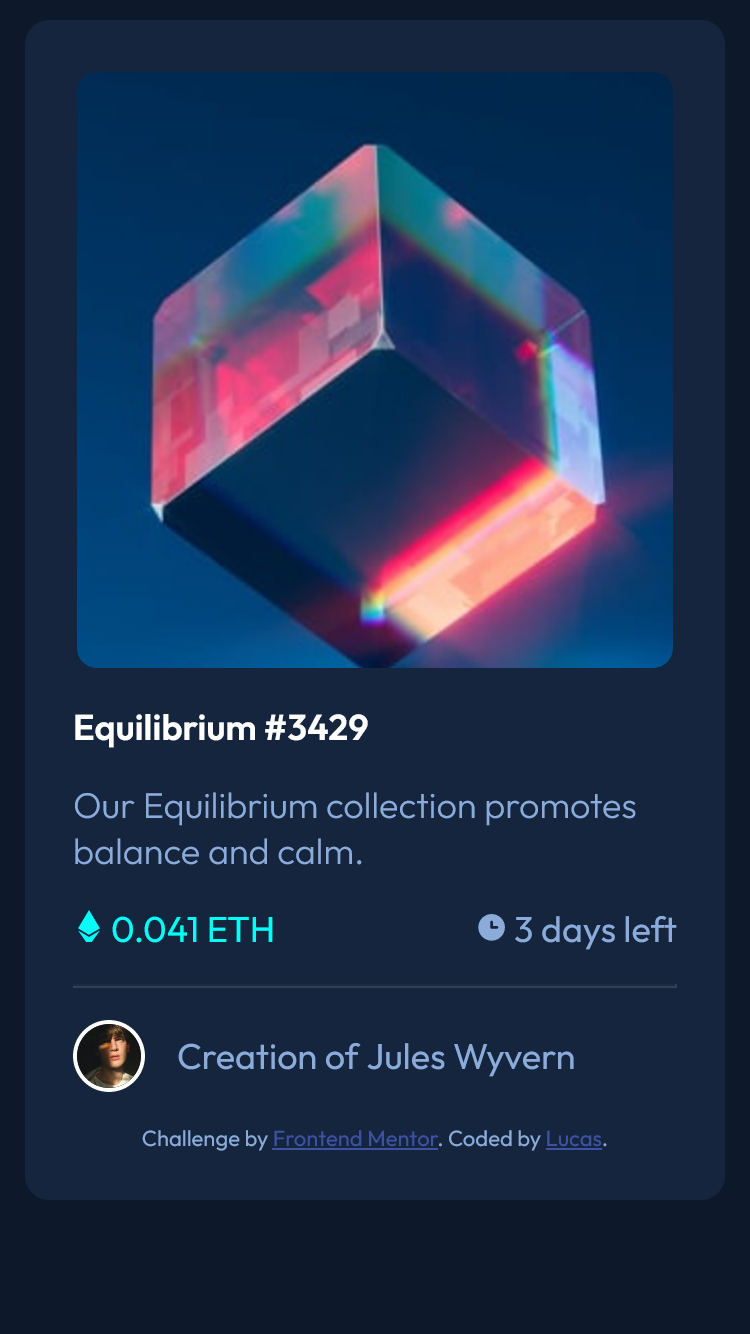 Equilibrium #3429
Our Equilibrium collection promotes
balance and calm.
0.041 ETH
3 days left
Creation of Jules Wyvern
Challenge by Frontend Mentor. Coded by Lucas.